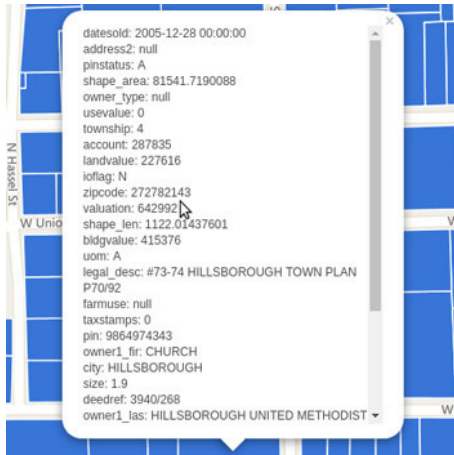 datesold: 2005-12-28 00:00:00
address2: null
pinstatus: A
shape_area: 81541.7190088
owner_type: null
usevalue: 0
township: 4
account: 287835
landvalue: 227616
ioflag: N
zipcode: 272782143
valuation: 642992
shape_len: 1122.01437601
bldgvalue: 415376
uom: A
legal_desc: #73-74 HILLSBOROUGH TOWN PLAN
P70/92
farmuse: null
taxstamps: 0
pin: 9864974343
owner1_fir: CHURCH
city: HILLSBOROUGH
size: 1.9
deedref: 3940/268
owner1_las: HILLSBOROUGH UNITED METHODIST
N Hassel St
W Unio
W